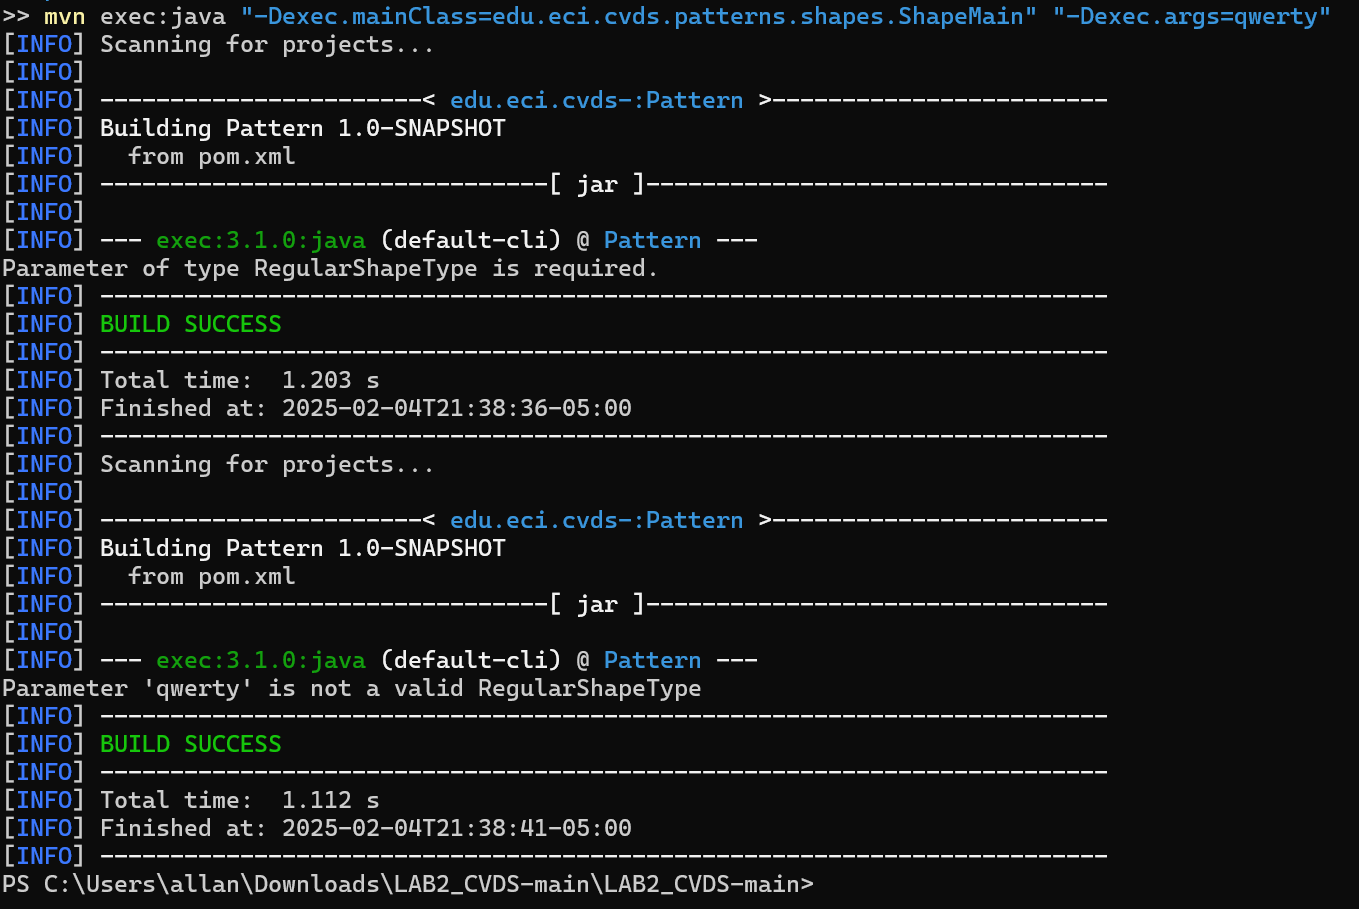 >> mvn exec:java "-Dexec.mainClass=edu.eci.cvds.patterns.shapes.ShapeMain" "-Dexec.args=qwerty"
[INFO] Scanning for projects...
[INFO]
[INFO] -----------------------< edu.eci.cvds-:Pattern >------------------------
[INFO] Building Pattern 1.0-SNAPSHOT
[INFO]   from pom.xml
[INFO] --------------------------------[ jar ]---------------------------------
[INFO]
[INFO] --- exec:3.1.0:java (default-cli) @ Pattern ---
Parameter of type RegularShapeType is required.
[INFO] ------------------------------------------------------------------------
[INFO] BUILD SUCCESS
[INFO] ------------------------------------------------------------------------
[INFO] Total time:  1.203 s
[INFO] Finished at: 2025-02-04T21:38:36-05:00
[INFO] ------------------------------------------------------------------------
[INFO] Scanning for projects...
[INFO]
[INFO] -----------------------< edu.eci.cvds-:Pattern >------------------------
[INFO] Building Pattern 1.0-SNAPSHOT
[INFO]   from pom.xml
[INFO] --------------------------------[ jar ]---------------------------------
[INFO]
[INFO] --- exec:3.1.0:java (default-cli) @ Pattern ---
Parameter 'qwerty' is not a valid RegularShapeType
[INFO] ------------------------------------------------------------------------
[INFO] BUILD SUCCESS
[INFO] ------------------------------------------------------------------------
[INFO] Total time:  1.112 s
[INFO] Finished at: 2025-02-04T21:38:41-05:00
[INFO] ------------------------------------------------------------------------
PS C:\Users\allan\Downloads\LAB2_CVDS-main\LAB2_CVDS-main>